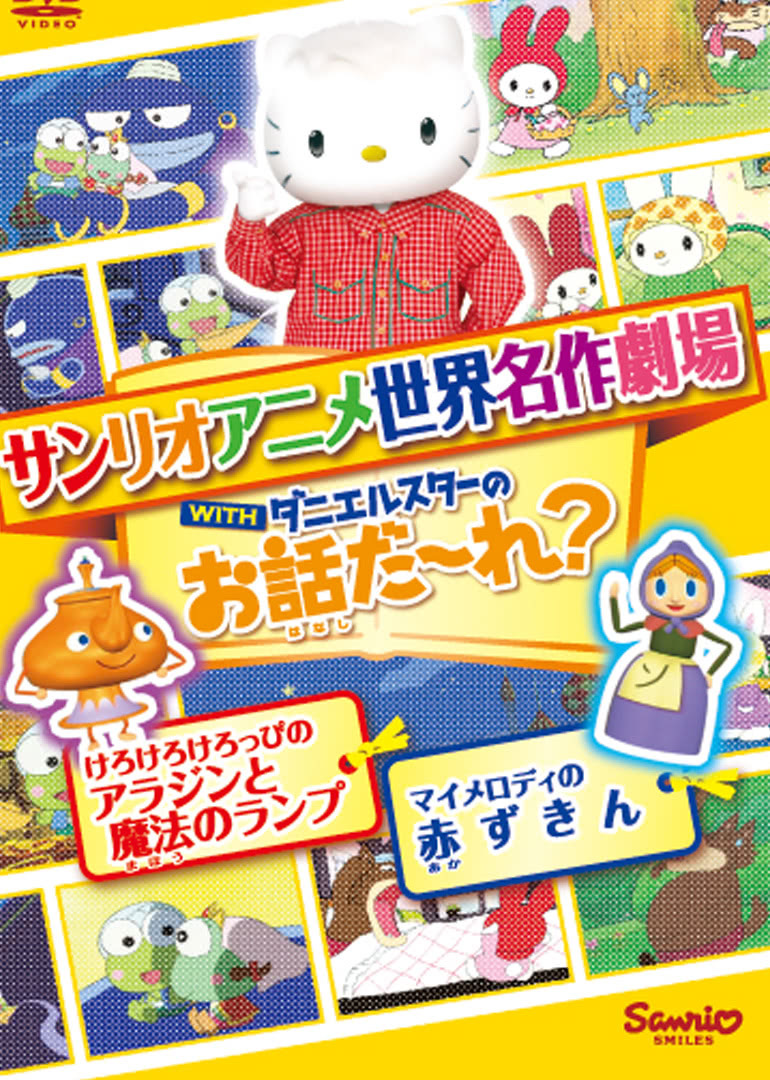 DVD
VIDEO
サンリオアニメ世界名作劇場
WITH ダニエルスターの
お話だ〜れ?
はなし
けろけろけろっぴの
アラジンと
魔法のランプ
まほう
マイメロディの
赤ずきん
あか
Sanrio
SMILES